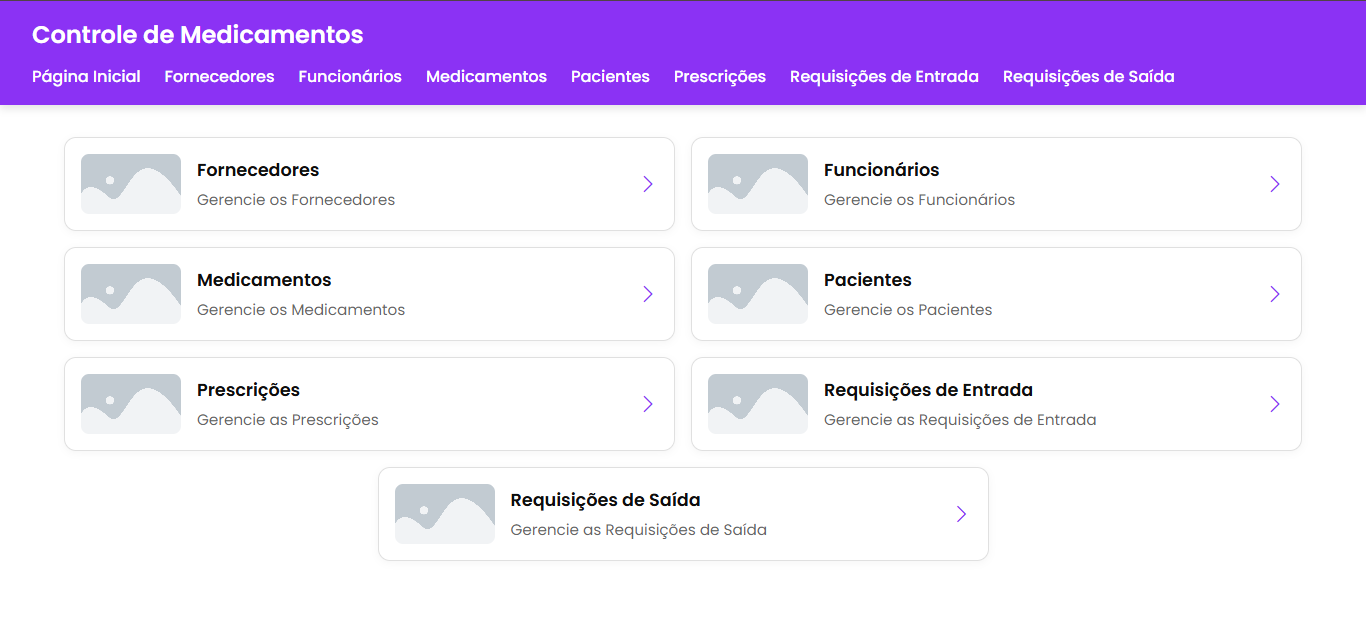 Controle de Medicamentos
Página Inicial Fornecedores Funcionários Medicamentos Pacientes Prescrições Requisições de Entrada Requisições de Saída
Fornecedores
Gerencie os Fornecedores
Funcionários
Gerencie os Funcionários
Medicamentos
Gerencie os Medicamentos
Pacientes
Gerencie os Pacientes
Prescrições
Gerencie as Prescrições
Requisições de Entrada
Gerencie as Requisições de Entrada
Requisições de Saída
Gerencie as Requisições de Saída